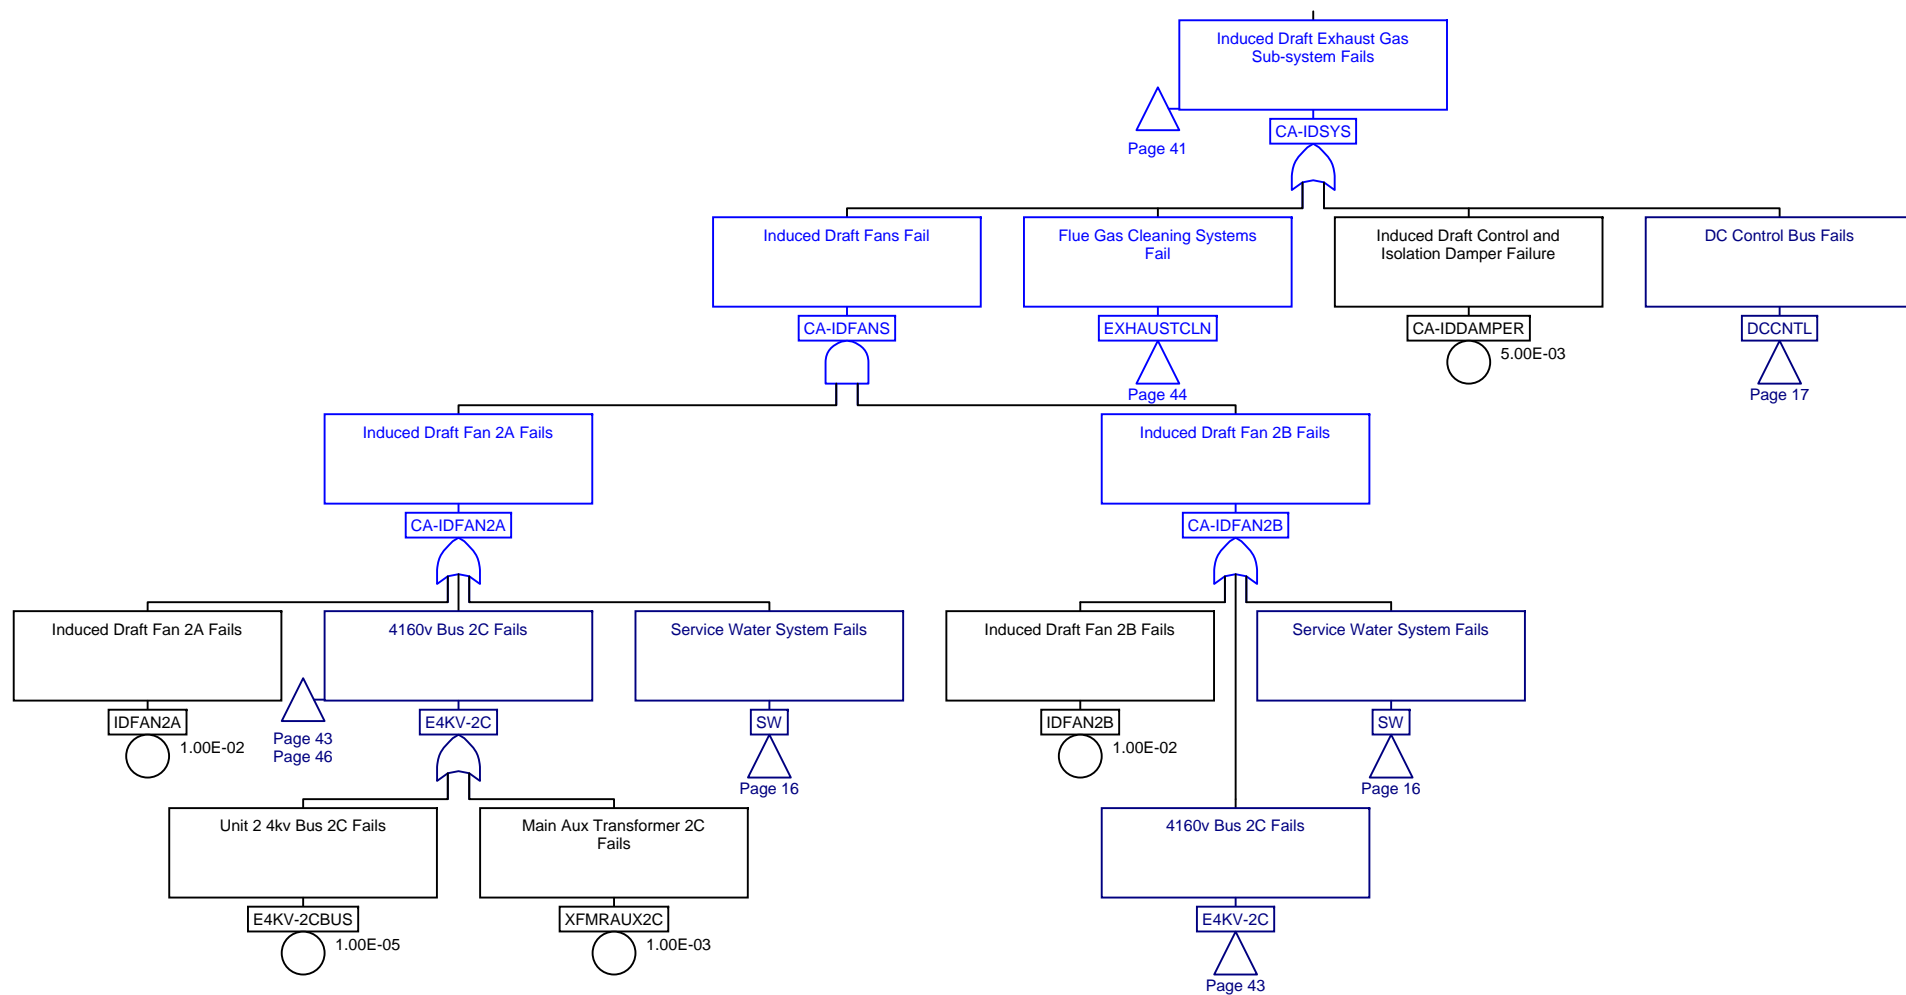 Induced Draft Exhaust Gas
Sub-system Fails
Page 41
CA-IDSYS
Induced Draft Fans Fail
CA-IDFANS
Flue Gas Cleaning Systems
Fail
EXHAUSTCLN
Page 44
Induced Draft Control and
Isolation Damper Failure
CA-IDDAMPER
5.00E-03
DC Control Bus Fails
DCCNTL
Page 17
Induced Draft Fan 2A Fails
CA-IDFAN2A
Induced Draft Fan 2B Fails
CA-IDFAN2B
Induced Draft Fan 2A Fails
IDFAN2A
1.00E-02
4160v Bus 2C Fails
Page 43
Page 46
E4KV-2C
Service Water System Fails
SW
Page 16
Induced Draft Fan 2B Fails
IDFAN2B
1.00E-02
Service Water System Fails
SW
Page 16
Unit 2 4kv Bus 2C Fails
E4KV-2CBUS
1.00E-05
Main Aux Transformer 2C
Fails
XFMRAUX2C
1.00E-03
4160v Bus 2C Fails
E4KV-2C
Page 43